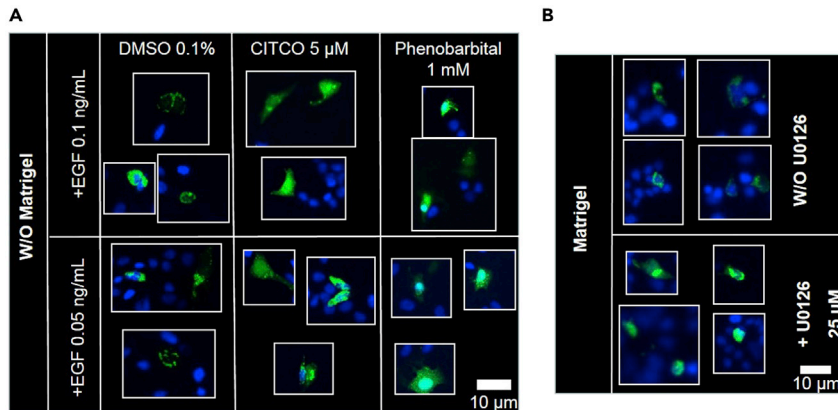 A
DMSO 0.1%
CITCO 5 µM
Phenobarbital
1 mM
W/O Matrigel
+EGF 0.1 ng/mL
+EGF 0.05 ng/mL
10 µm
B
Matrigel
W/O U0126
+ U0126
25 µM
10 µm